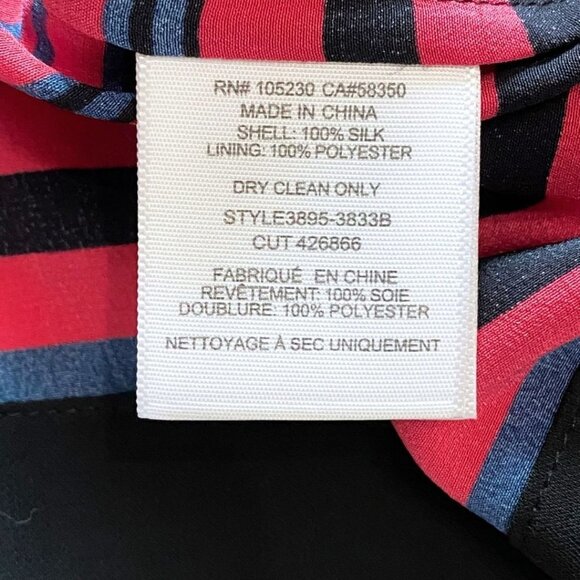 RN# 105230 CA#58350
MADE IN CHINA
SHELL: 100% SILK
LINING: 100% POLYESTER
DRY CLEAN ONLY
STYLE3895-3833B
CUT 426866
FABRIQUÉ EN CHINE
REVÊTEMENT: 100% SOIE
DOUBLURE: 100% POLYESTER
NETTOYAGE À SEC UNIQUEMENT